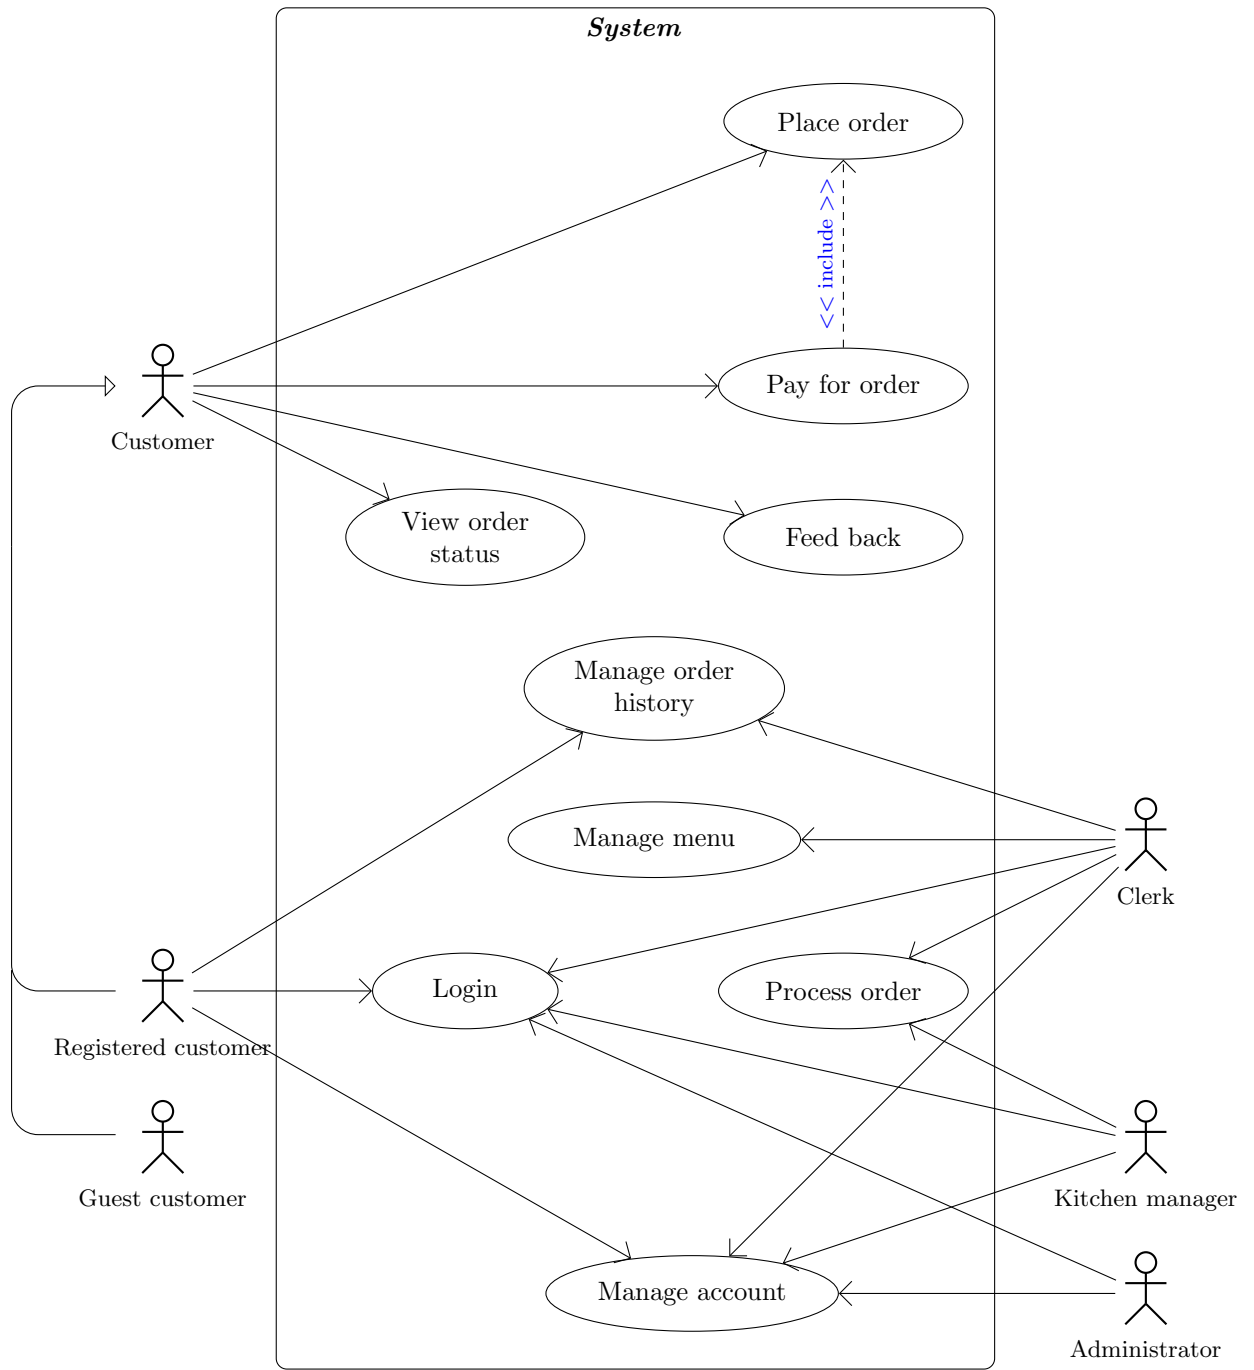 System
Place order
<< include >>
Pay for order
Customer
View order
status
Feed back
Manage order
history
Manage menu
Clerk
Login
Process order
Registered customer
Guest customer
Kitchen manager
Manage account
Administrator